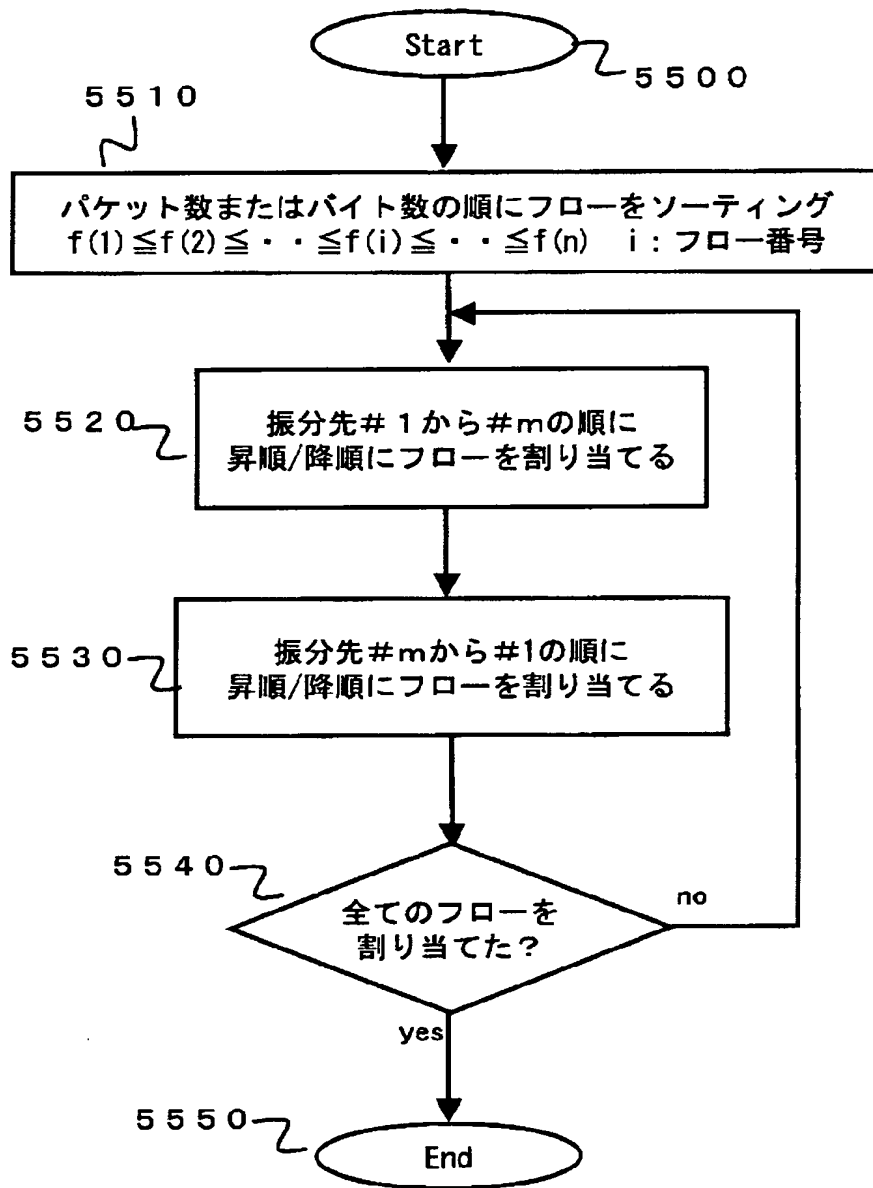 Start
5500
5510
パケット数またはバイト数の順にフローをソーティング
f(1)≦f(2)≦・・≦f(i)≦・・≦f(n) i:フロー番号
5520
振分先#1から#mの順に
昇順/降順にフローを割り当てる
5530
振分先#mから#1の順に
昇順/降順にフローを割り当てる
5540
全てのフローを
割り当てた?
no
yes
5550
End